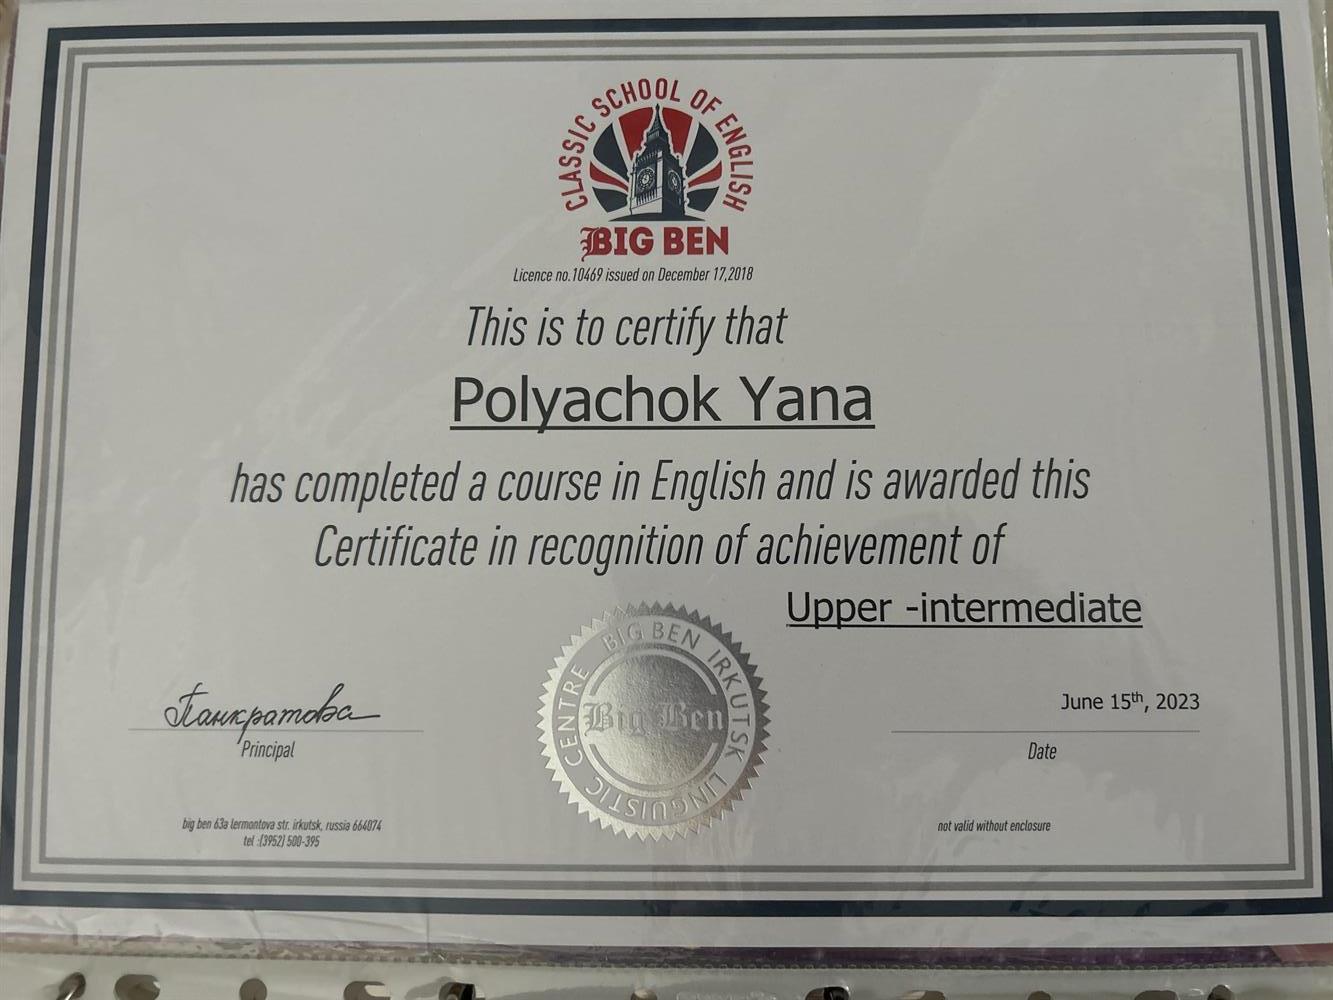 CLASSIC SCHOOL OF ENGLISH
BIG BEN
Licence no.10469 issued on December 17,2018
This is to certify that
Polyachok Yana
has completed a course in English and is awarded this
Certificate in recognition of achievement of
Upper -intermediate
BIG BEN IRKUTSK LINGUISTIC CENTRE
Big Ben
Панкратова
Principal
June 15th, 2023
Date
big ben 63a lermontova str. irkutsk, russia 664074
tel :(3952) 500-395
not valid without enclosure